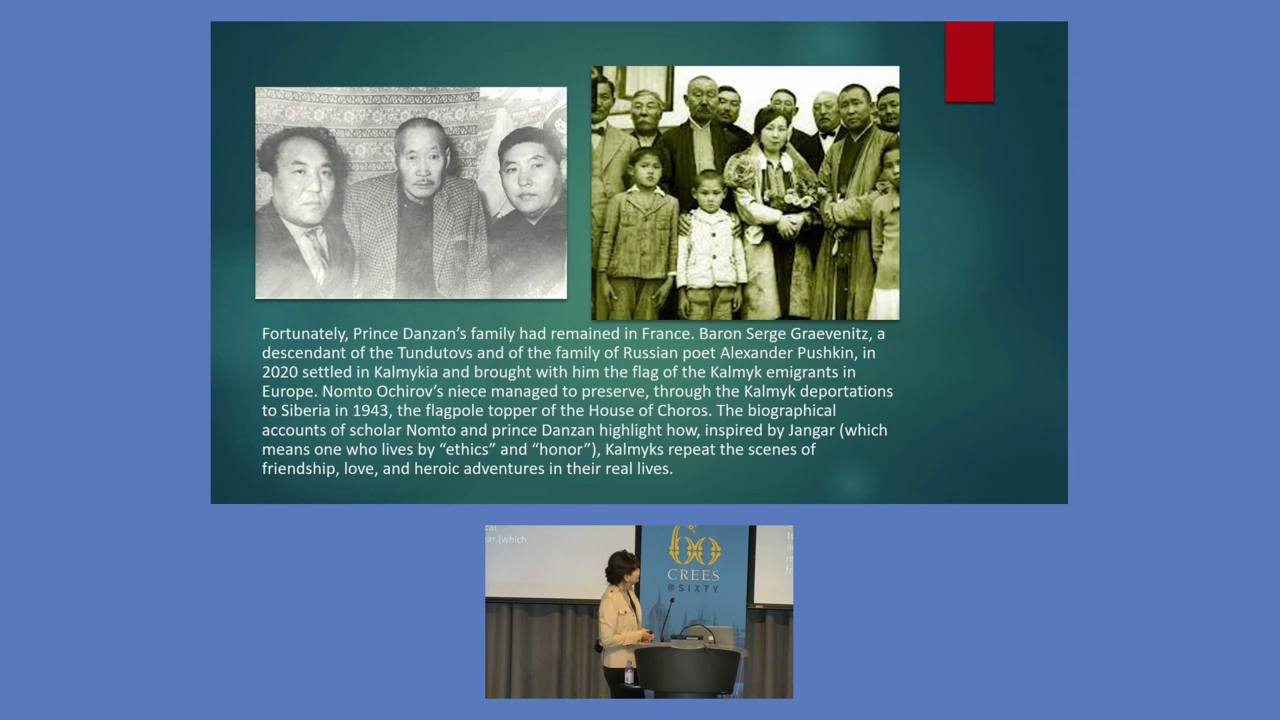 Fortunately, Prince Danzan's family had remained in France. Baron Serge Graevenitz, a
descendant of the Tundutovs and of the family of Russian poet Alexander Pushkin, in
2020 settled in Kalmykia and brought with him the flag of the Kalmyk emigrants in
Europe. Nomto Ochirov's niece managed to preserve, through the Kalmyk deportations
to Siberia in 1943, the flagpole topper of the House of Choros. The biographical
accounts of scholar Nomto and prince Danzan highlight how, inspired by Jangar (which
means one who lives by “ethics” and “honor”), Kalmyks repeat the scenes of
friendship, love, and heroic adventures in their real lives.
(which
60
CREES
@SIXTY